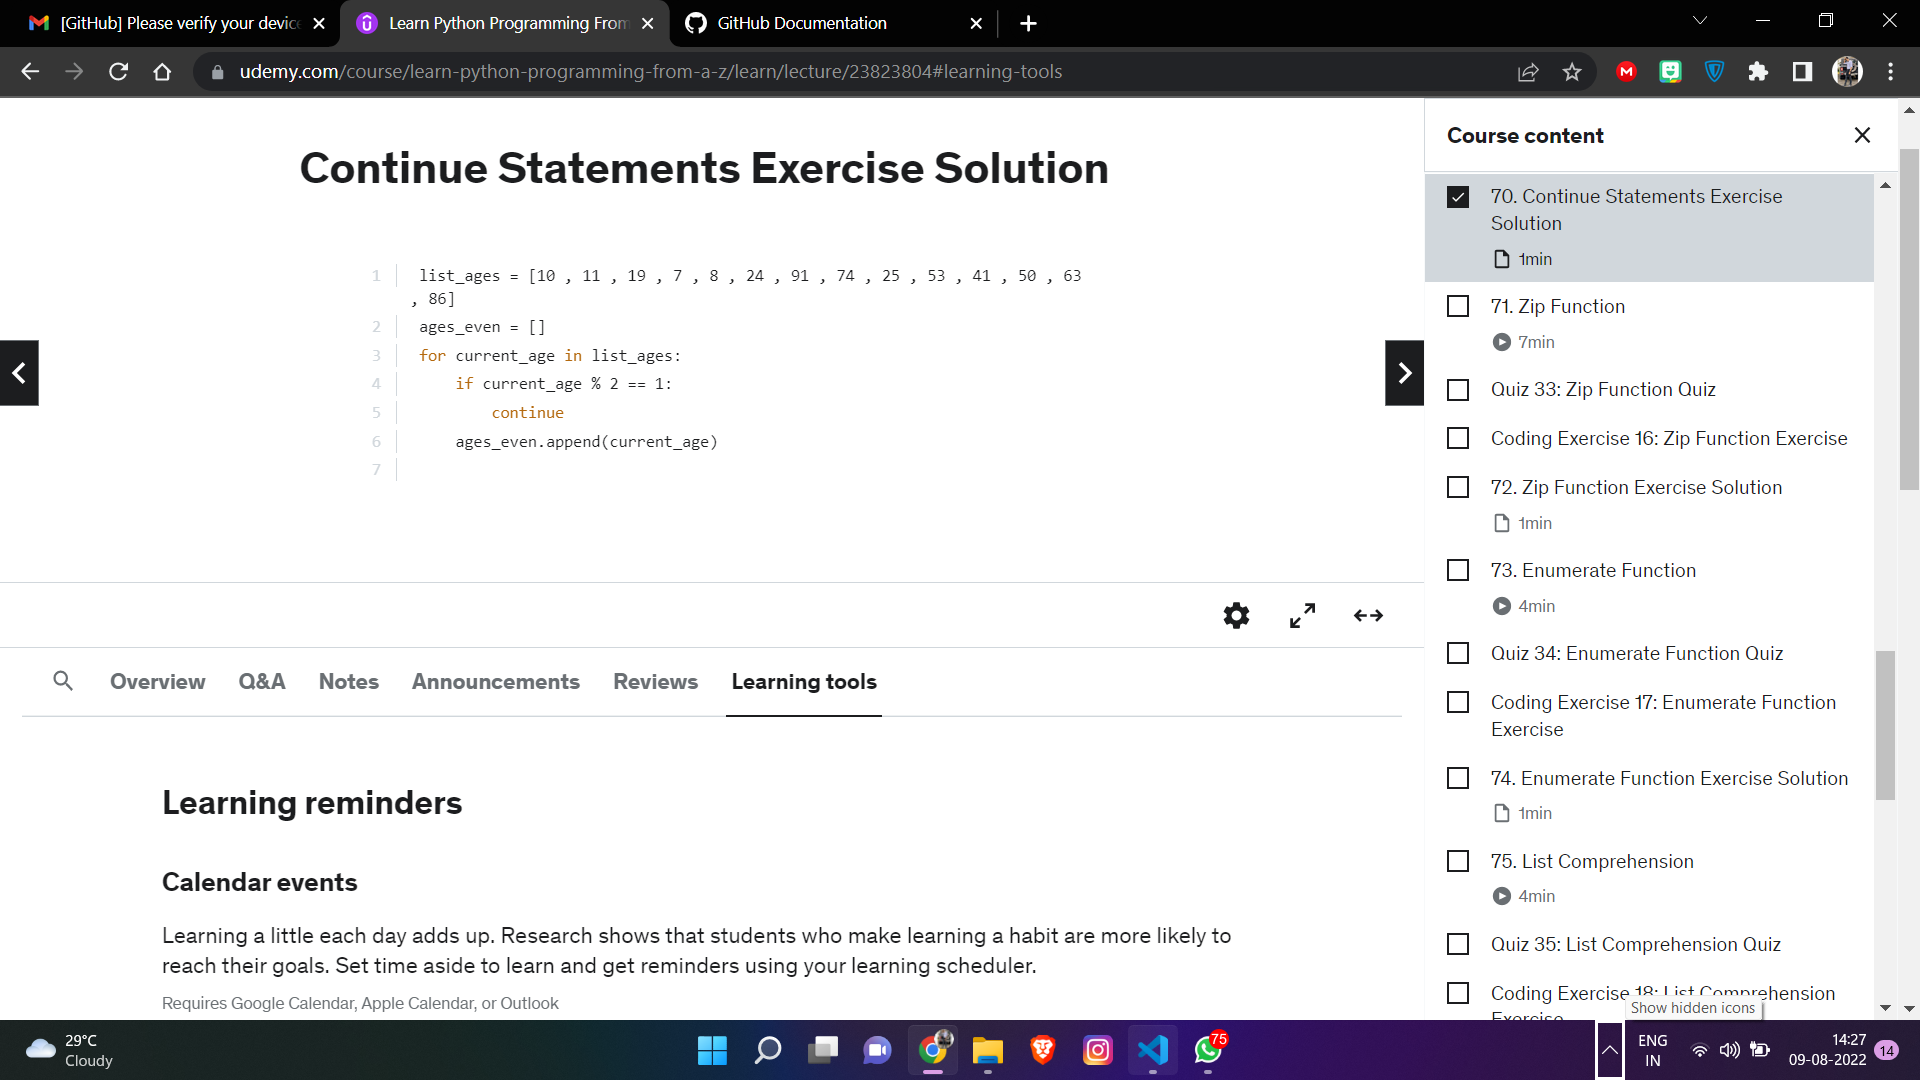 [GitHub] Please verify your device
Learn Python Programming From
GitHub Documentation
udemy.com/course/learn-python-programming-from-a-z/learn/lecture/23823804#learning-tools
Continue Statements Exercise Solution
1 list_ages = [10 , 11 , 19 , 7 , 8 , 24 , 91 , 74 , 25 , 53 , 41 , 50 , 63
, 86]
2 ages_even = []
3 for current_age in list_ages:
4 if current_age % 2 == 1:
5 continue
6 ages_even.append(current_age)
7
Overview Q&A Notes Announcements Reviews Learning tools
Learning reminders
Calendar events
Learning a little each day adds up. Research shows that students who make learning a habit are more likely to
reach their goals. Set time aside to learn and get reminders using your learning scheduler.
Requires Google Calendar, Apple Calendar, or Outlook
Course content
70. Continue Statements Exercise
Solution
1min
71. Zip Function
7min
Quiz 33: Zip Function Quiz
Coding Exercise 16: Zip Function Exercise
72. Zip Function Exercise Solution
1min
73. Enumerate Function
4min
Quiz 34: Enumerate Function Quiz
Coding Exercise 17: Enumerate Function
Exercise
74. Enumerate Function Exercise Solution
1min
75. List Comprehension
4min
Quiz 35: List Comprehension Quiz
Coding Exercise 18: List Comprehension
Exercise
Show hidden icons
29°C
Cloudy
75
ENG
IN
14:27
09-08-2022
14